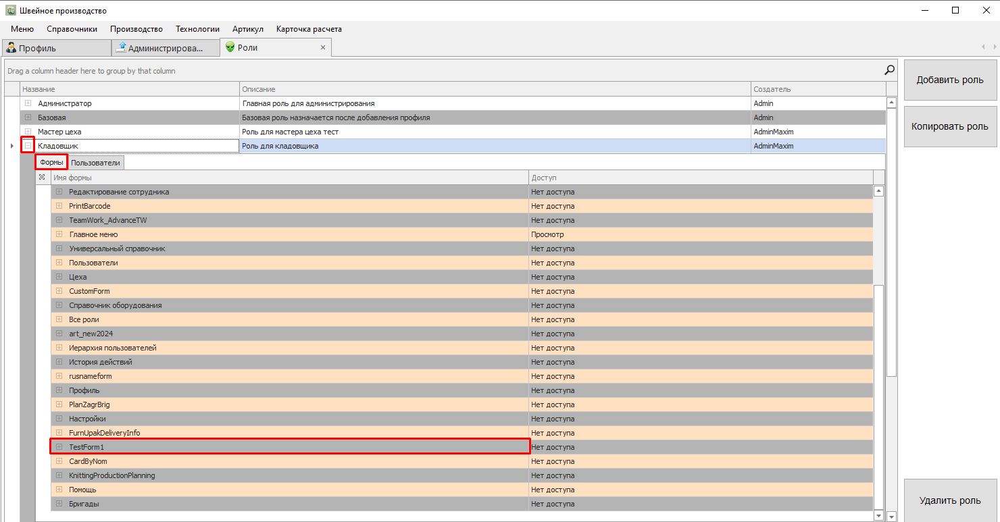 Швейное производство
Меню Справочники Производство Технологии Артикул Карточка расчета
Профиль Администрирова... Роли
Drag a column header here to group by that column
Добавить роль
Название Описание Создатель
Администратор Главная роль для администрирования Admin
Базовая Базовая роль назначается после добавления профиля Admin
Копировать роль
Мастер цеха Роль для мастера цеха тест AdminMaxim
Кладовщик Роль для кладовщика AdminMaxim
Формы Пользователи
Имя формы Доступ
Редактирование сотрудника Нет доступа
PrintBarcode Нет доступа
TeamWork_AdvanceTW Нет доступа
Главное меню Просмотр
Универсальный справочник Нет доступа
Пользователи Нет доступа
Цеха Нет доступа
CustomForm Нет доступа
Справочник оборудования Нет доступа
Все роли Нет доступа
art_new2024 Нет доступа
Иерархия пользователей Нет доступа
История действий Нет доступа
rusnameform Нет доступа
Профиль Нет доступа
PlanZagrBrig Нет доступа
Настройки Нет доступа
FurnUpakDeliveryInfo Нет доступа
TestForm1 Нет доступа
CardByNom Нет доступа
KnittingProductionPlanning Нет доступа
Помощь Нет доступа
Бригады Нет доступа
Удалить роль